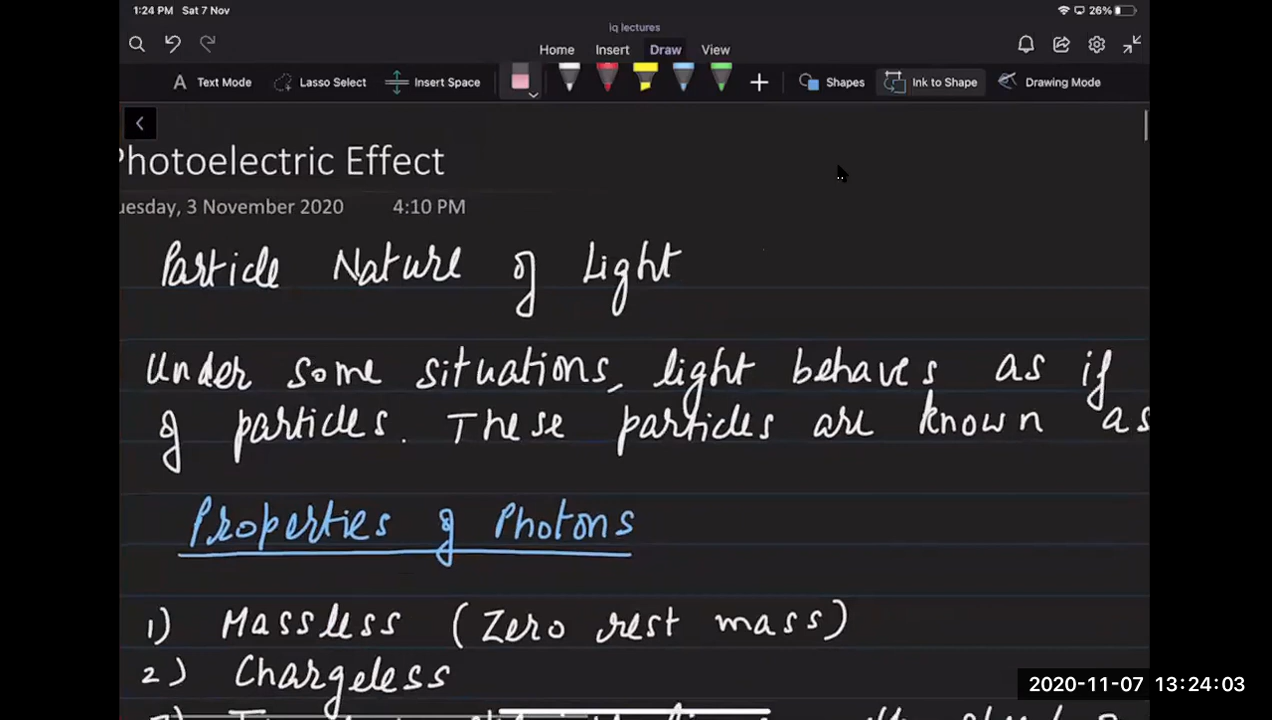 1:24 PM Sat 7 Nov
26%
iq lectures
Home Insert Draw View
Text Mode Lasso Select Insert Space Shapes Ink to Shape Drawing Mode
Photoelectric Effect
uesday, 3 November 2020 4:10 PM
Particle Nature of Light
Under some situations, light behaves as if
of particles. These particles are known as
Properties of Photons
1) Massless (Zero rest mass)
2) Chargeless
2020-11-07 13:24:03